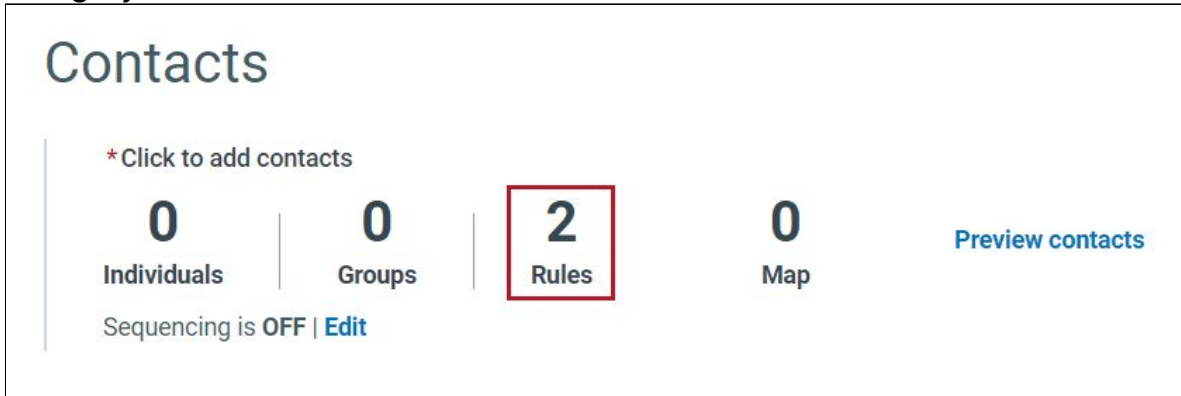 Contacts
*Click to add contacts
0 0 2 0
Individuals Groups Rules Map
Preview contacts
Sequencing is OFF | Edit